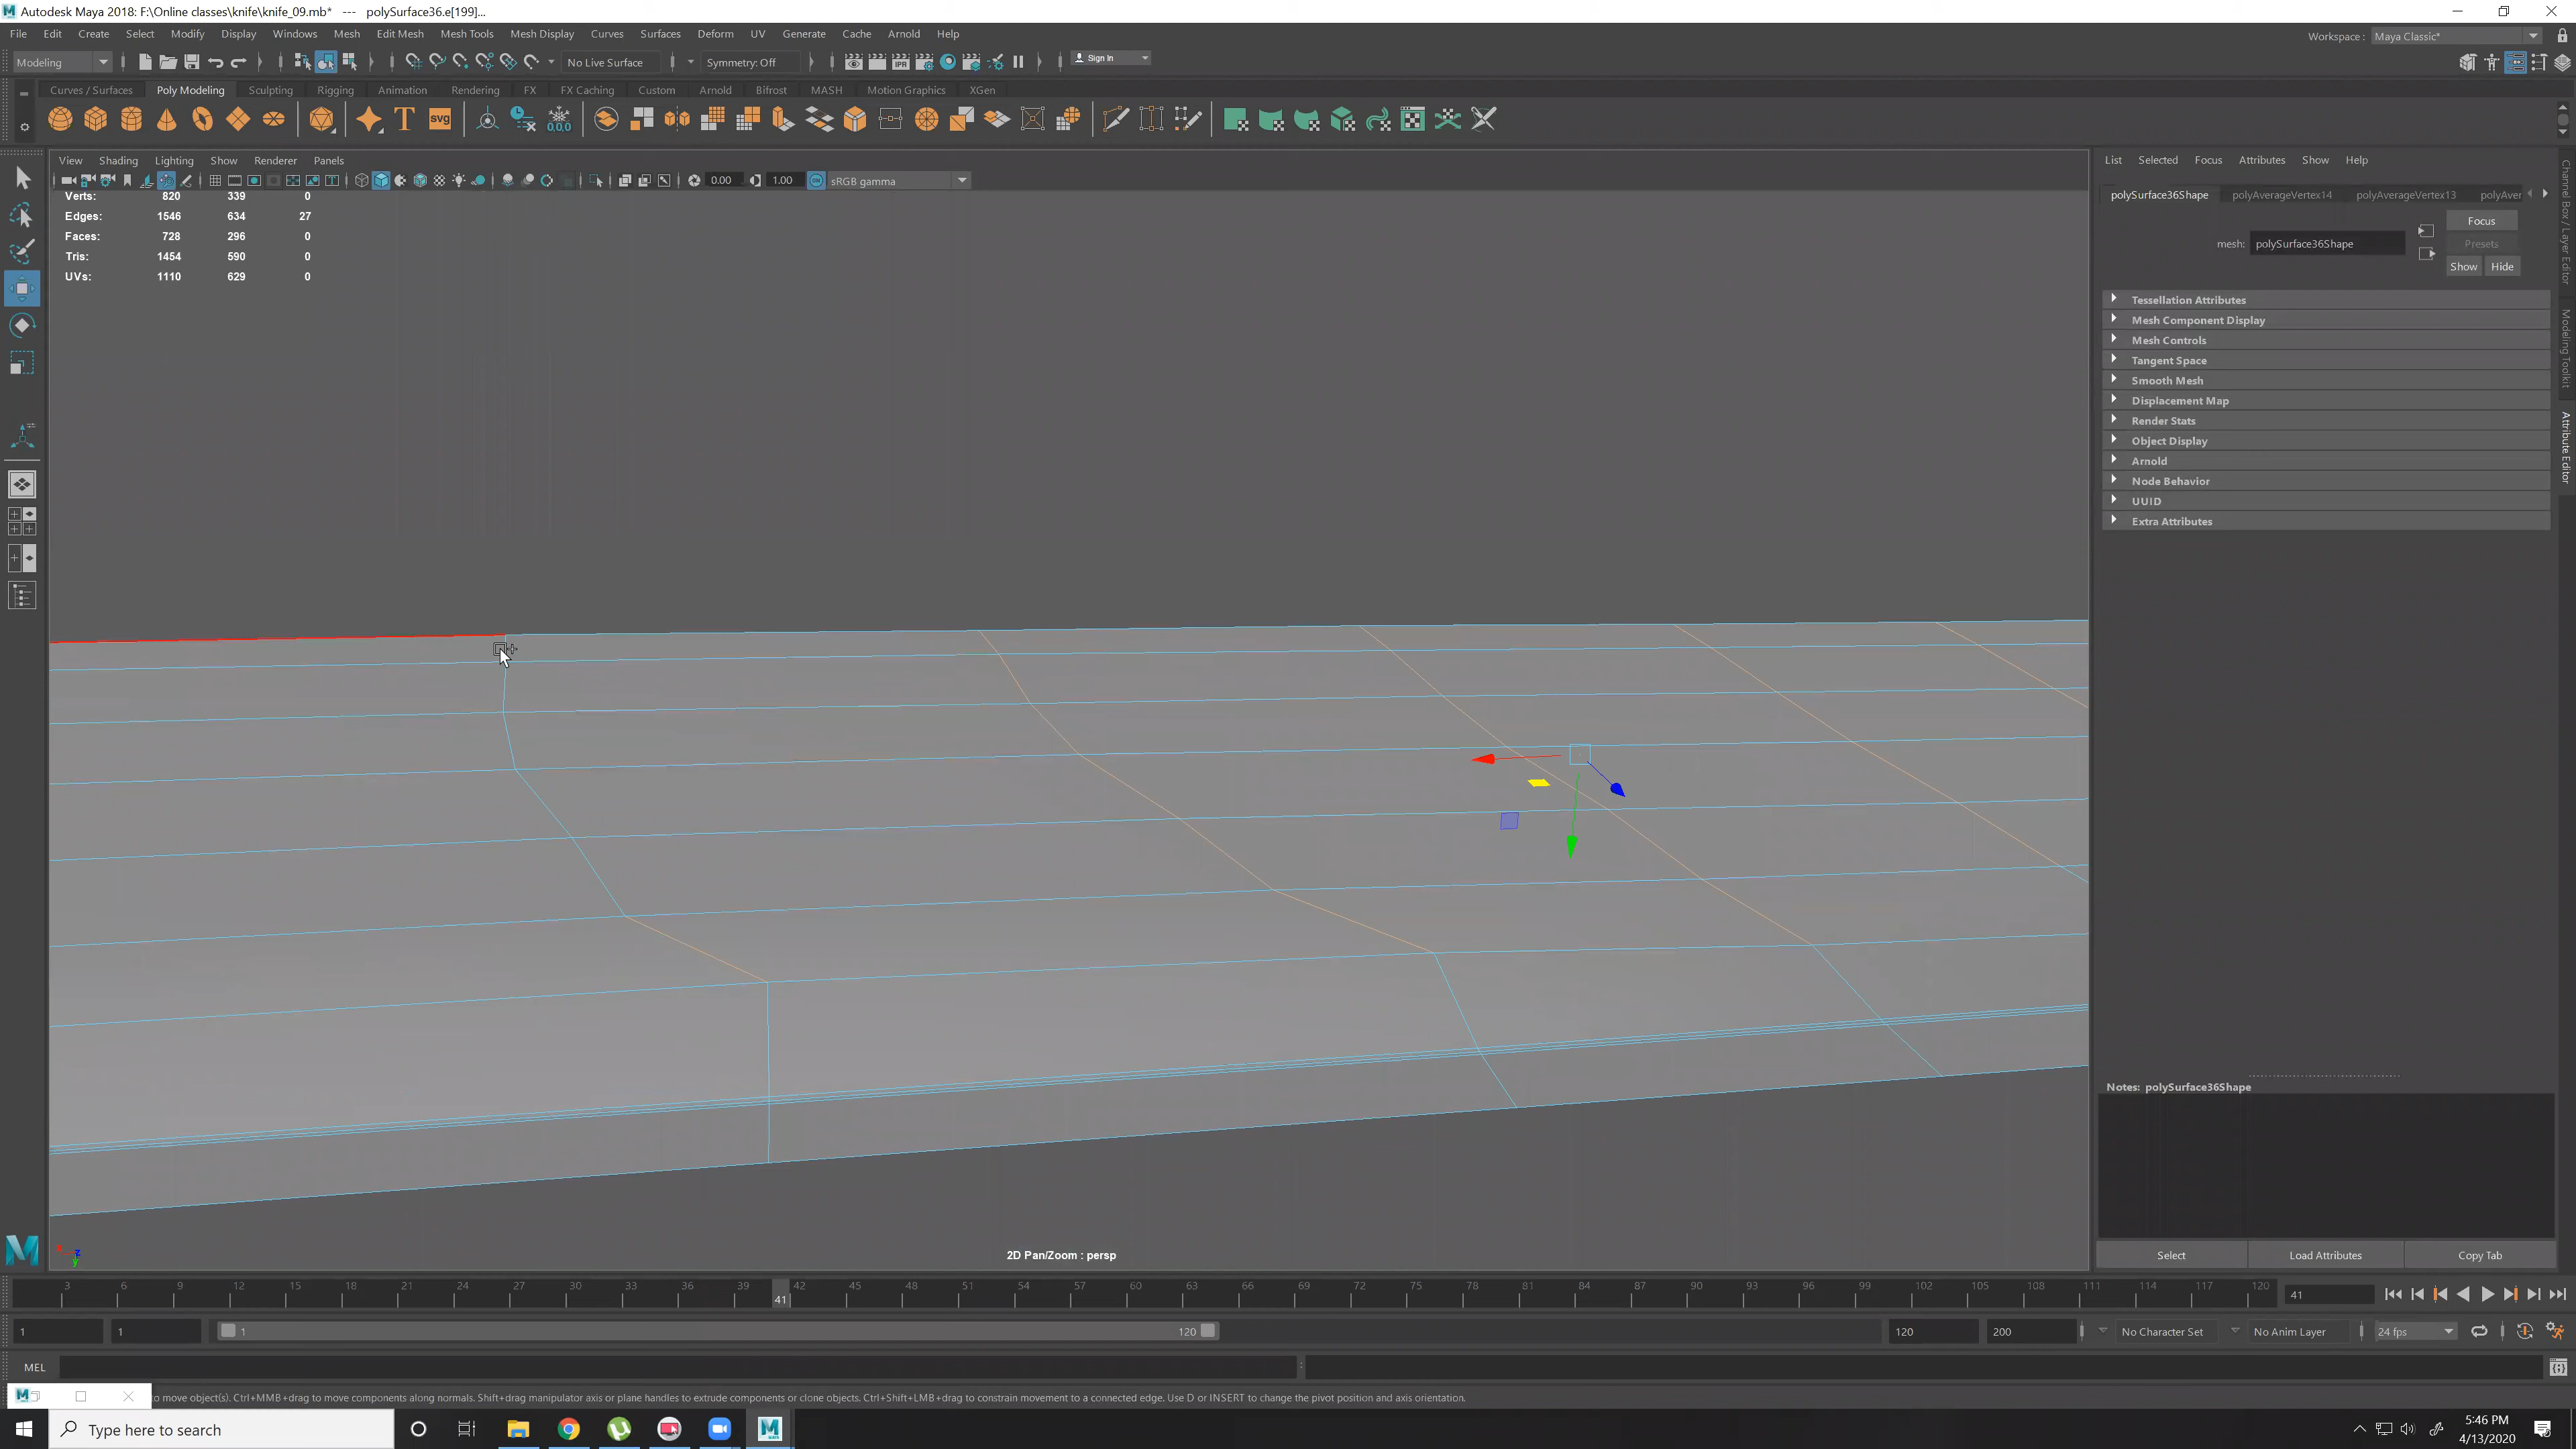 Autodesk Maya 2018: F:\Online classes\knife\knife_09.mb* --- polySurface36.e[199]...
File Edit Create Select Modify Display Windows Mesh Edit Mesh Mesh Tools Mesh Display Curves Surfaces Deform UV Generate Cache Arnold Help
Workspace : Maya Classic*
Modeling No Live Surface Symmetry: Off Sign In
Curves / Surfaces Poly Modeling Sculpting Rigging Animation Rendering FX FX Caching Custom Arnold Bifrost MASH Motion Graphics XGen
View Shading Lighting Show Renderer Panels
0.00 1.00 sRGB gamma
Verts: 820 339 0
Edges: 1546 634 27
Faces: 728 296 0
Tris: 1454 590 0
UVs: 1110 629 0
2D Pan/Zoom : persp
List Selected Focus Attributes Show Help
polySurface36Shape polyAverageVertex14 polyAverageVertex13 polyAver
Focus
mesh: polySurface36Shape
Presets
Show Hide
Tessellation Attributes
Mesh Component Display
Mesh Controls
Tangent Space
Smooth Mesh
Displacement Map
Render Stats
Object Display
Arnold
Node Behavior
UUID
Extra Attributes
Notes: polySurface36Shape
Select Load Attributes Copy Tab
Channel Box / Layer Editor
Modeling Toolkit
Attribute Editor
3 6 9 12 15 18 21 24 27 30 33 36 39 42 45 48 51 54 57 60 63 66 69 72 75 78 81 84 87 90 93 96 99 102 105 108 111 114 117 120
41 41
1 1 1 120 120 200 No Character Set No Anim Layer 24 fps
MEL
to move object(s). Ctrl+MMB+drag to move components along normals. Shift+drag manipulator axis or plane handles to extrude components or clone objects. Ctrl+Shift+LMB+drag to constrain movement to a connected edge. Use D or INSERT to change the pivot position and axis orientation.
Type here to search
5:46 PM
4/13/2020